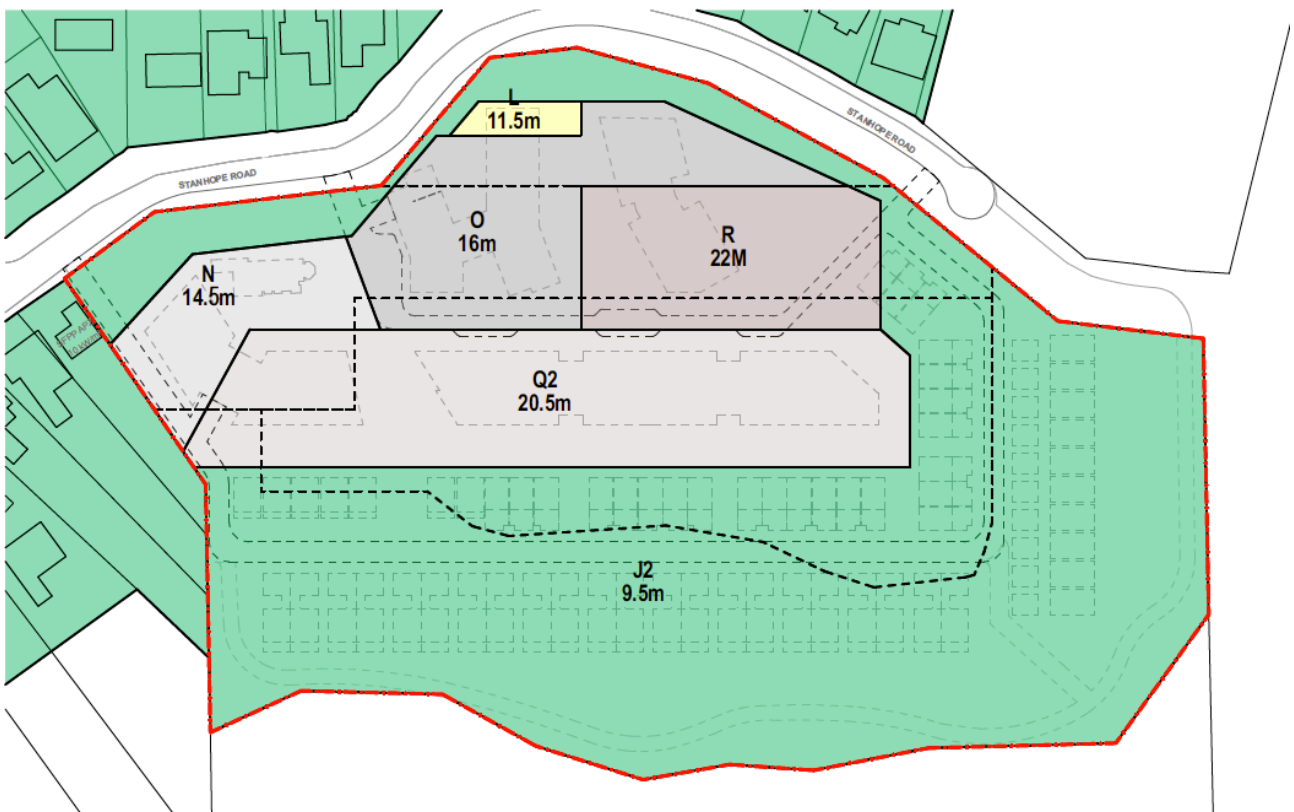 L
11.5m
STANHOPE ROAD
STANHOPE ROAD
O
16m
R
22M
N
14.5m
Q2
20.5m
J2
9.5m